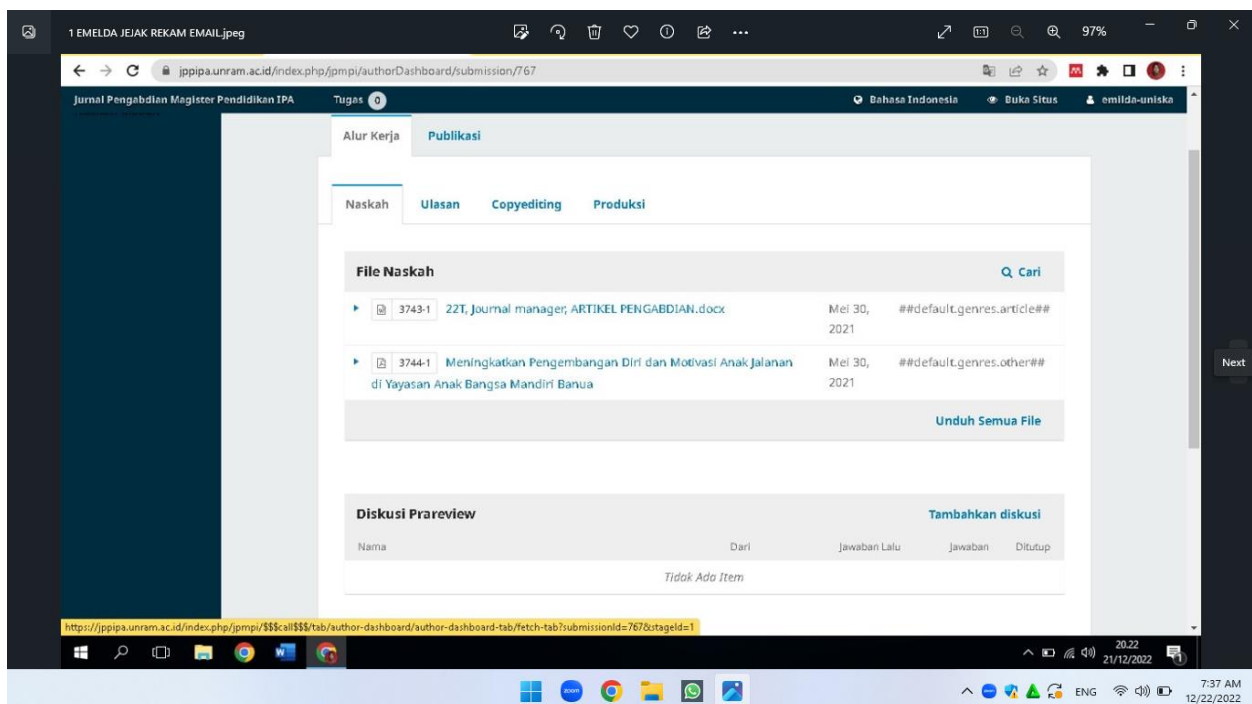 1 EMELDA JEJAK REKAM EMAIL.jpeg
97%
jppipa.unram.ac.id/index.php/jpmpi/authorDashboard/submission/767
Jurnal Pengabdian Magister Pendidikan IPA Tugas 0 Bahasa Indonesia Buka Situs emilda-uniska
Alur Kerja Publikasi
Naskah Ulasan Copyediting Produksi
File Naskah Cari
3743-1 22T, Journal manager, ARTIKEL PENGABDIAN.docx Mei 30, ##default.genres.article##
2021
3744-1 Meningkatkan Pengembangan Diri dan Motivasi Anak Jalanan Mei 30, ##default.genres.other##
di Yayasan Anak Bangsa Mandiri Banua 2021
Next
Unduh Semua File
Diskusi Prareview Tambahkan diskusi
Nama Dari Jawaban Lalu Jawaban Ditutup
Tidak Ada Item
https://jppipa.unram.ac.id/index.php/jpmpi/$$$call$$$/tab/author-dashboard/author-dashboard-tab/fetch-tab?submissionId=767&stageId=1
20.22
21/12/2022
zoom
ENG 7:37 AM
12/22/2022